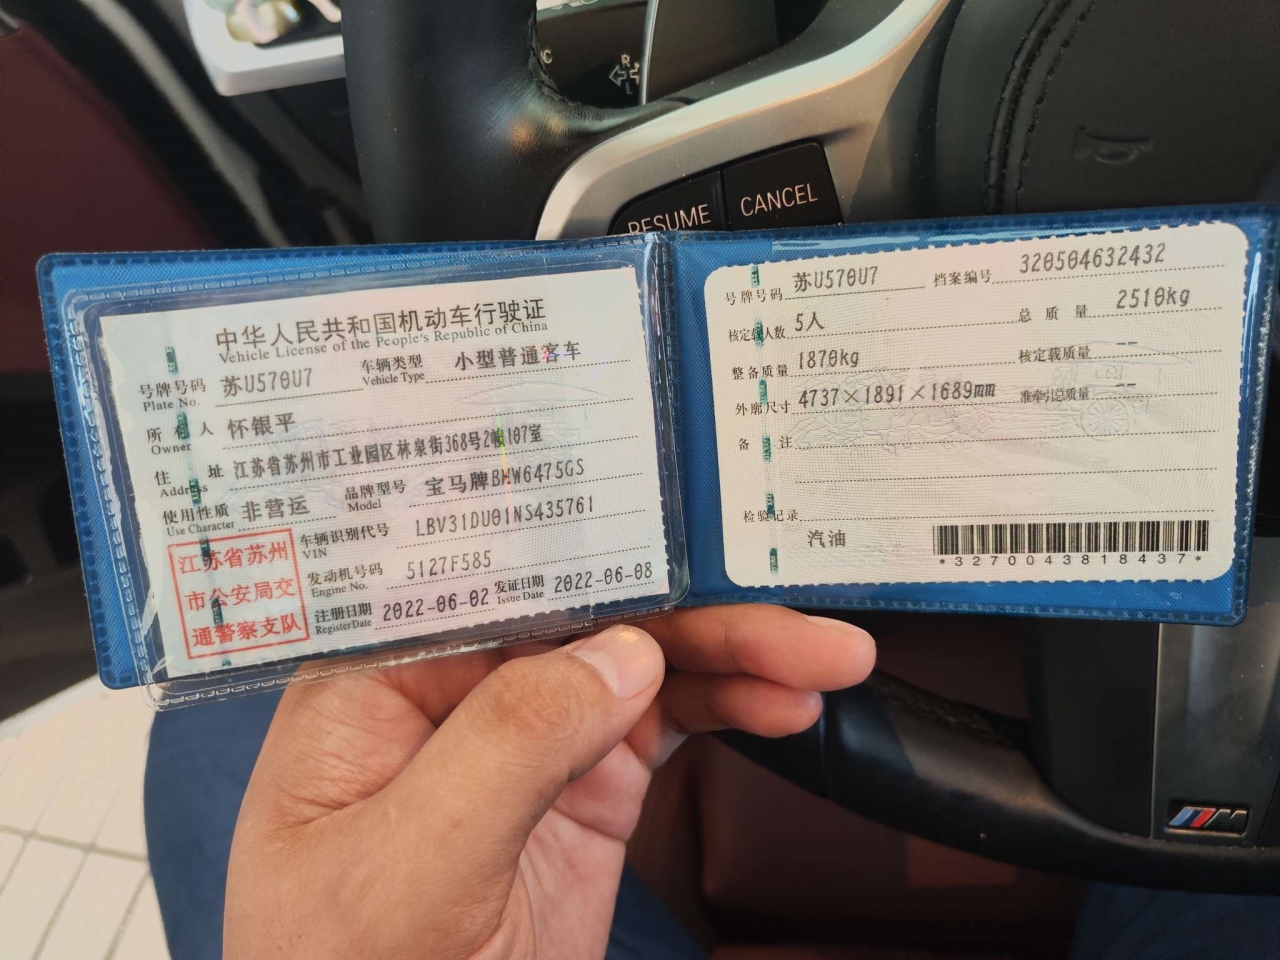 RESUME
CANCEL
中华人民共和国机动车行驶证
Vehicle License of the People's Republic of China
号牌号码 苏U570U7 车辆类型 小型普通客车
Plate No. Vehicle Type
所有人 怀银平
Owner
住址 江苏省苏州市工业园区林泉街368号2幢107室
Address
使用性质 非营运 品牌型号 宝马牌BMW6475GS
Use Character Model
江苏省苏州
市公安局交
通警察支队
车辆识别代号 LBV31DU01NS435761
VIN
发动机号码 5127F585
Engine No.
注册日期 2022-06-02 发证日期 2022-06-08
Register Date Issue Date
号牌号码 苏U570U7 档案编号 320504632432
核定载人数 5人 总质量 2510kg
整备质量 1870kg 核定载质量 --
外廓尺寸 4737×1891×1689mm 准牵引总质量 --
备注
检验记录
汽油
*3270043818437*
M